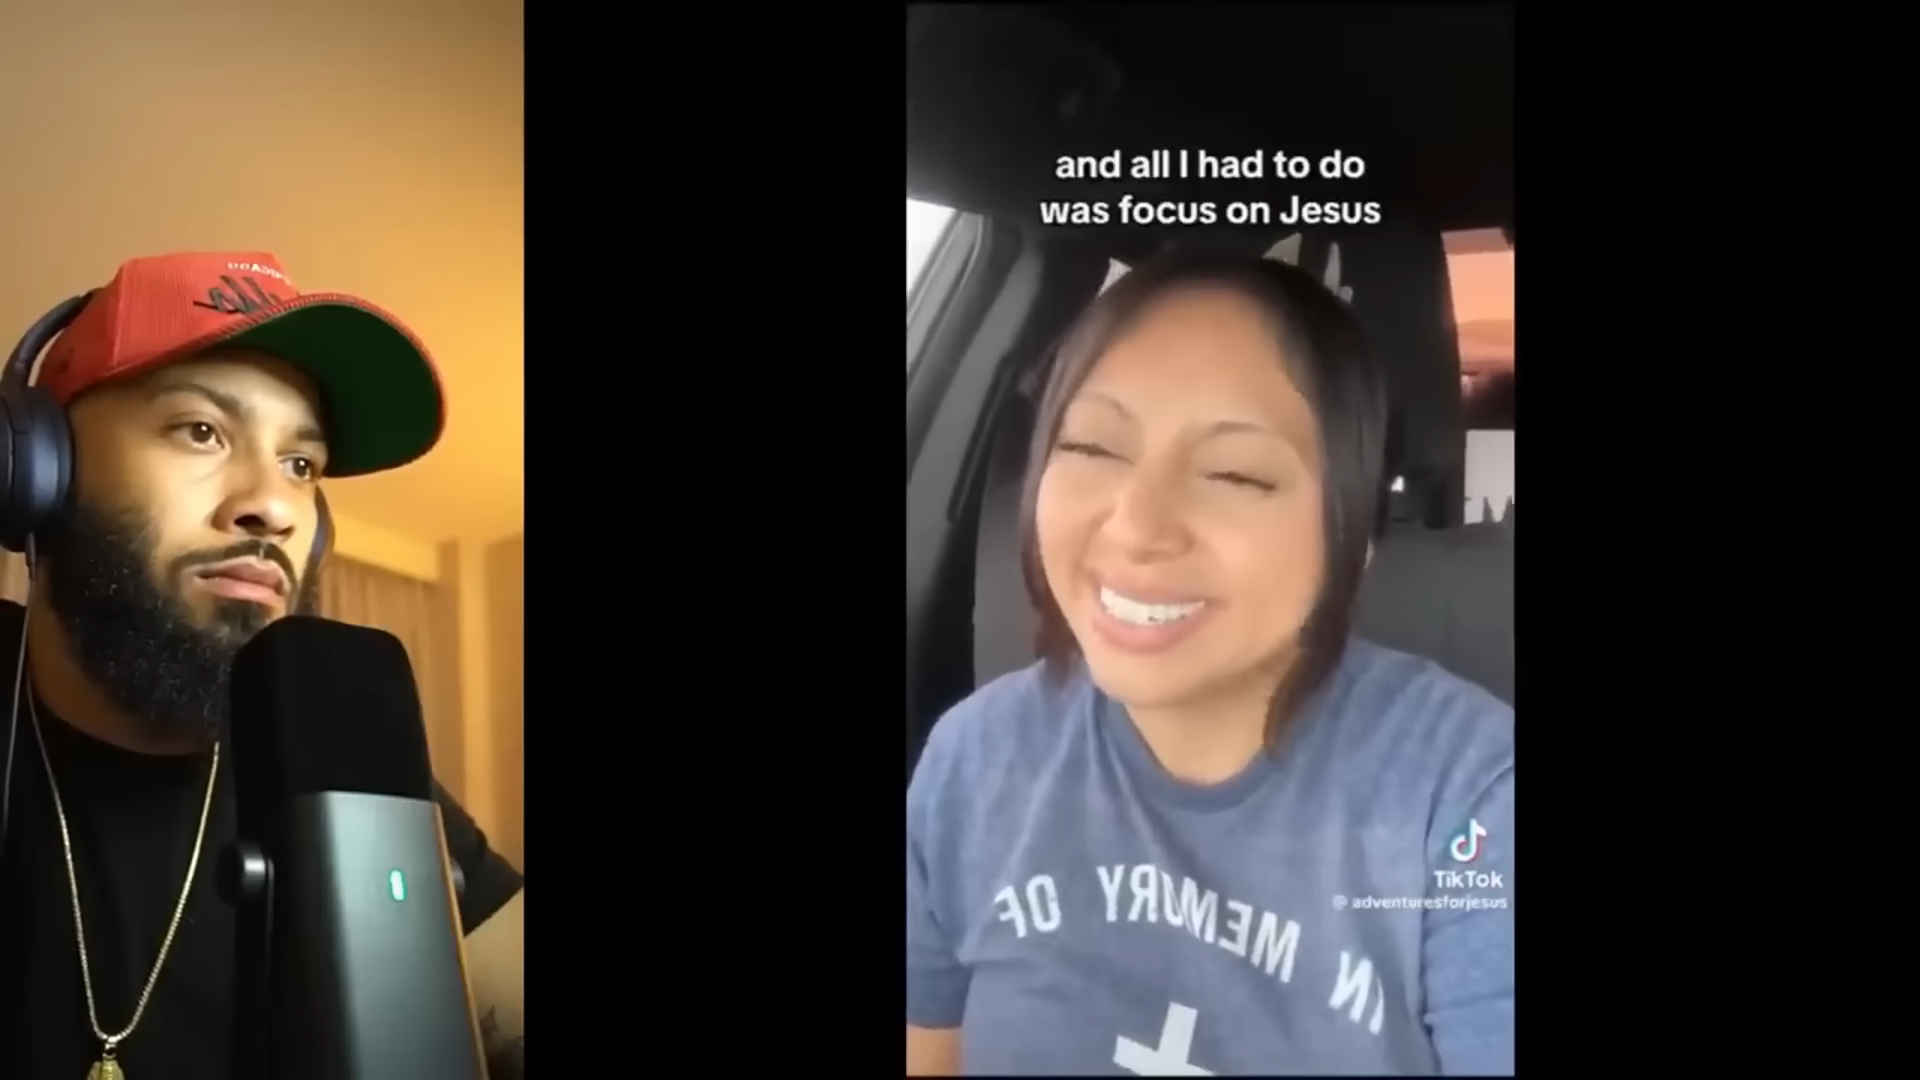 and all I had to do
was focus on Jesus
IN MEMORY OF
TikTok
@ adventuresforjesus